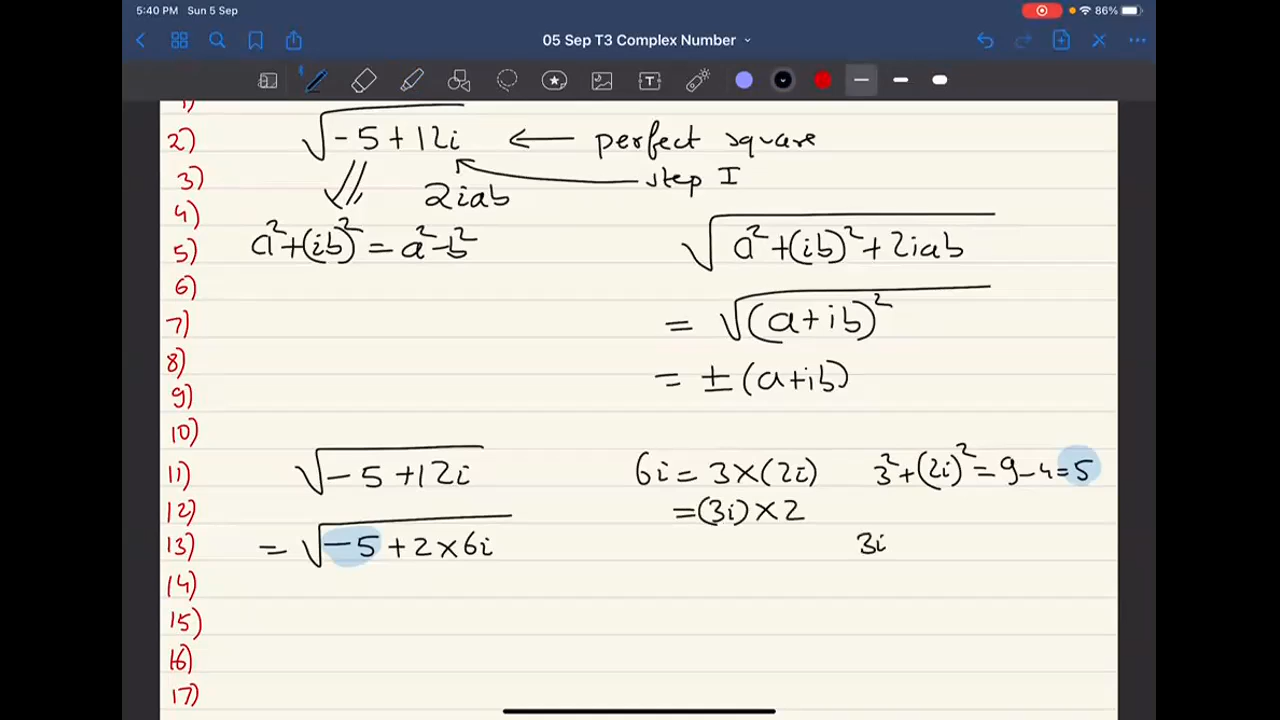 5:40 PM Sun 5 Sep
86%
05 Sep T3 Complex Number
1)
2) √(-5+12i) ← perfect square
3) step I
4) 2iab
5) a²+(ib)² = a²-b² √(a²+(ib)²+2iab)
6)
7) = √((a+ib)²)
8) = ±(a+ib)
9)
10)
11) √(-5+12i) 6i = 3×(2i) 3²+(2i)² = 9-4 = 5
12) = (3i)×2
13) = √(-5+2×6i) 3i
14)
15)
16)
17)